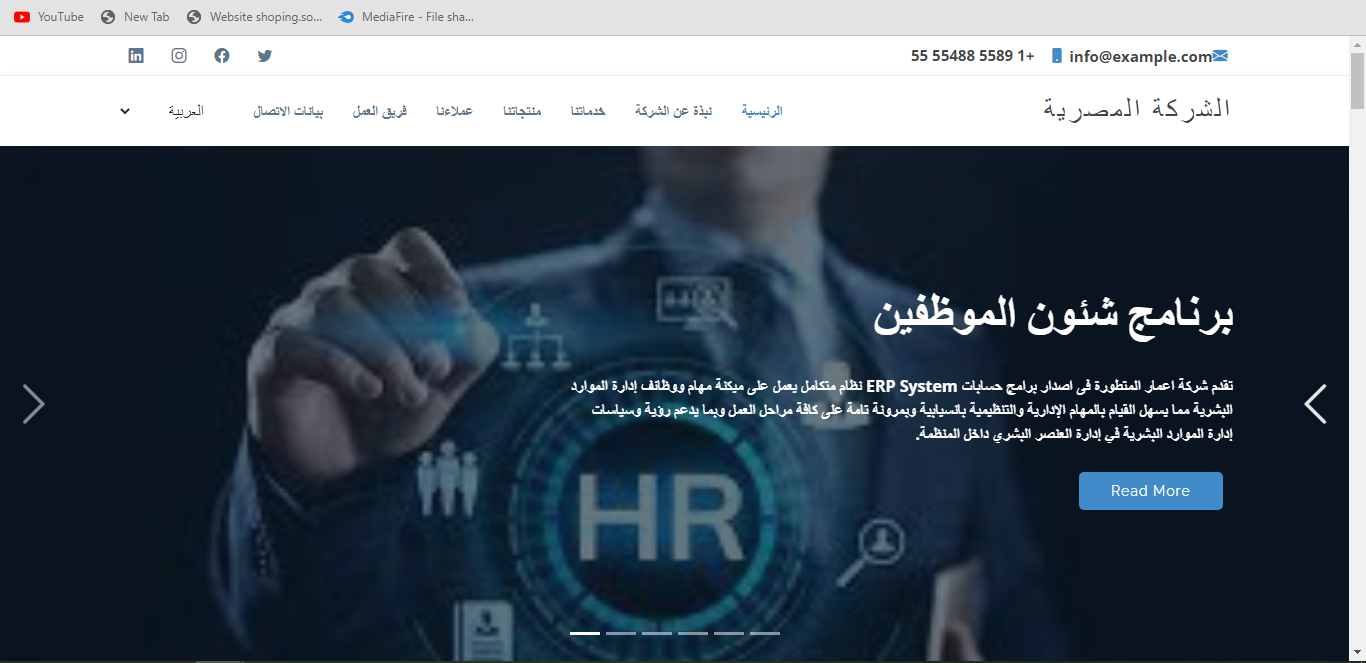 YouTube
New Tab
Website shoping.so...
MediaFire - File sha...
info@example.com
+1 5589 55488 55
الشركة المصرية
الرئيسية
نبذة عن الشركة
خدماتنا
منتجاتنا
عملاءنا
فريق العمل
بيانات الاتصال
العربية
برنامج شئون الموظفين
تقدم شركة اعمار المتطورة فى اصدار برامج حسابات ERP System نظام متكامل يعمل على ميكنة مهام ووظائف إدارة الموارد
البشرية مما يسهل القيام بالمهام الإدارية والتنظيمية بانسيابية وبمرونة تامة على كافة مراحل العمل وبما يدعم رؤية وسياسات
إدارة الموارد البشرية في إدارة العنصر البشري داخل المنظمة.
Read More
HR